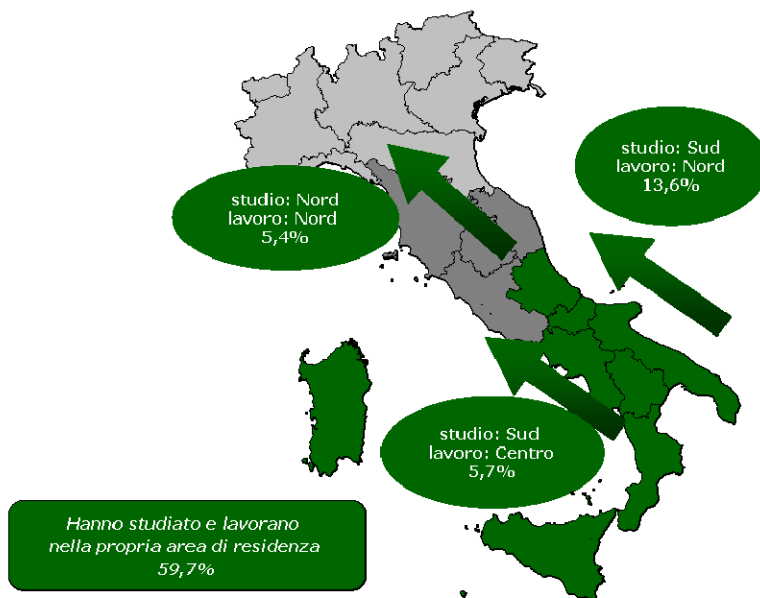 studio: Sud
lavoro: Nord
13,6%
studio: Nord
lavoro: Nord
5,4%
studio: Sud
lavoro: Centro
5,7%
Hanno studiato e lavorano
nella propria area di residenza
59,7%